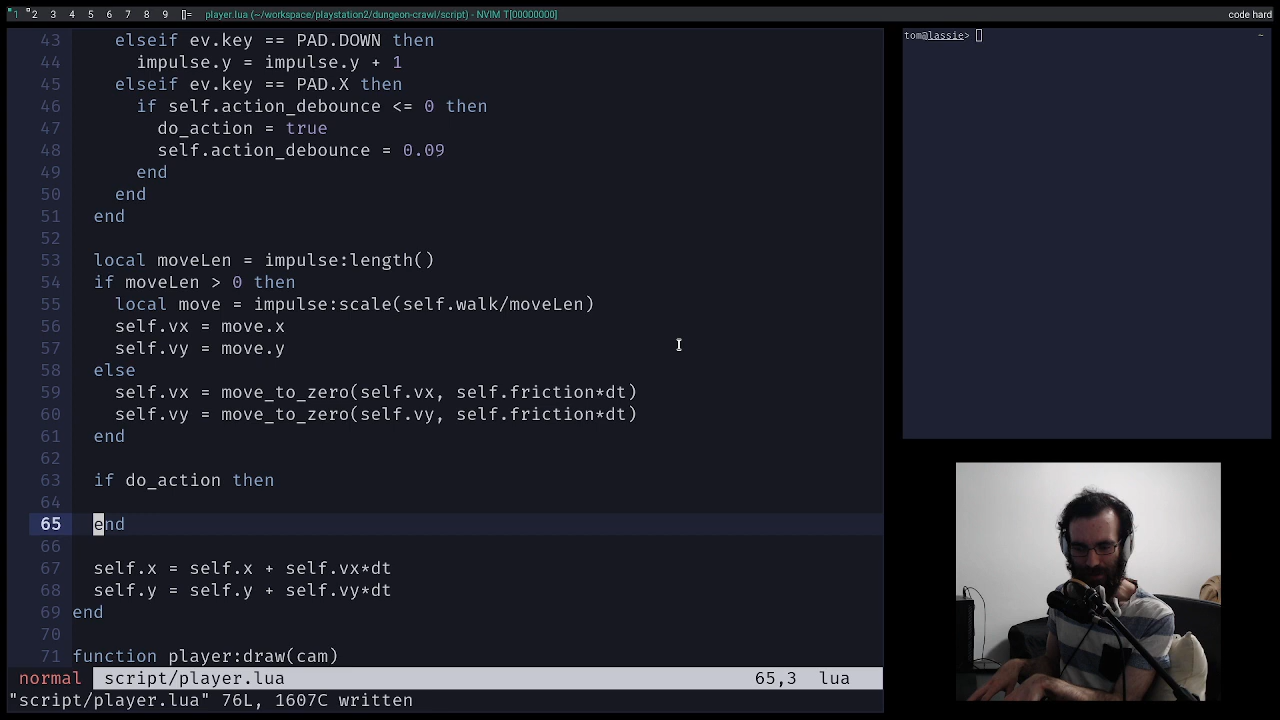 1 2 3 4 5 6 7 8 9 []= player.lua (~/workspace/playstation2/dungeon-crawl/script) - NVIM T[00000000] code hard
43 elseif ev.key == PAD.DOWN then
44 impulse.y = impulse.y + 1
45 elseif ev.key == PAD.X then
46 if self.action_debounce <= 0 then
47 do_action = true
48 self.action_debounce = 0.09
49 end
50 end
51 end
52
53 local moveLen = impulse:length()
54 if moveLen > 0 then
55 local move = impulse:scale(self.walk/moveLen)
56 self.vx = move.x
57 self.vy = move.y
58 else
59 self.vx = move_to_zero(self.vx, self.friction*dt)
60 self.vy = move_to_zero(self.vy, self.friction*dt)
61 end
62
63 if do_action then
64
65 end
66
67 self.x = self.x + self.vx*dt
68 self.y = self.y + self.vy*dt
69 end
70
71 function player:draw(cam)
normal script/player.lua 65,3 lua
"script/player.lua" 76L, 1607C written
tom@lassie> ~